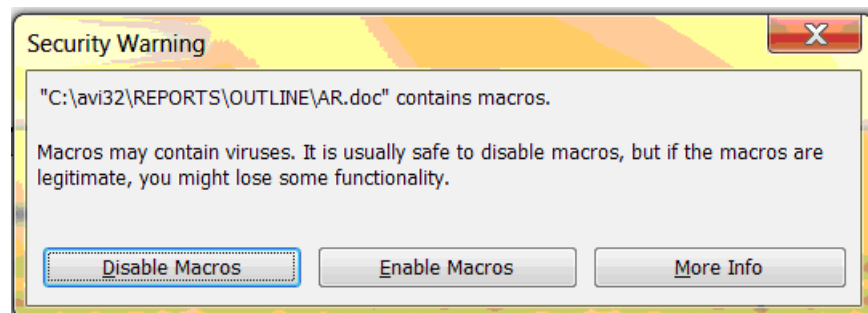 Security Warning
"C:\avi32\REPORTS\OUTLINE\AR.doc" contains macros.
Macros may contain viruses. It is usually safe to disable macros, but if the macros are
legitimate, you might lose some functionality.
Disable Macros
Enable Macros
More Info